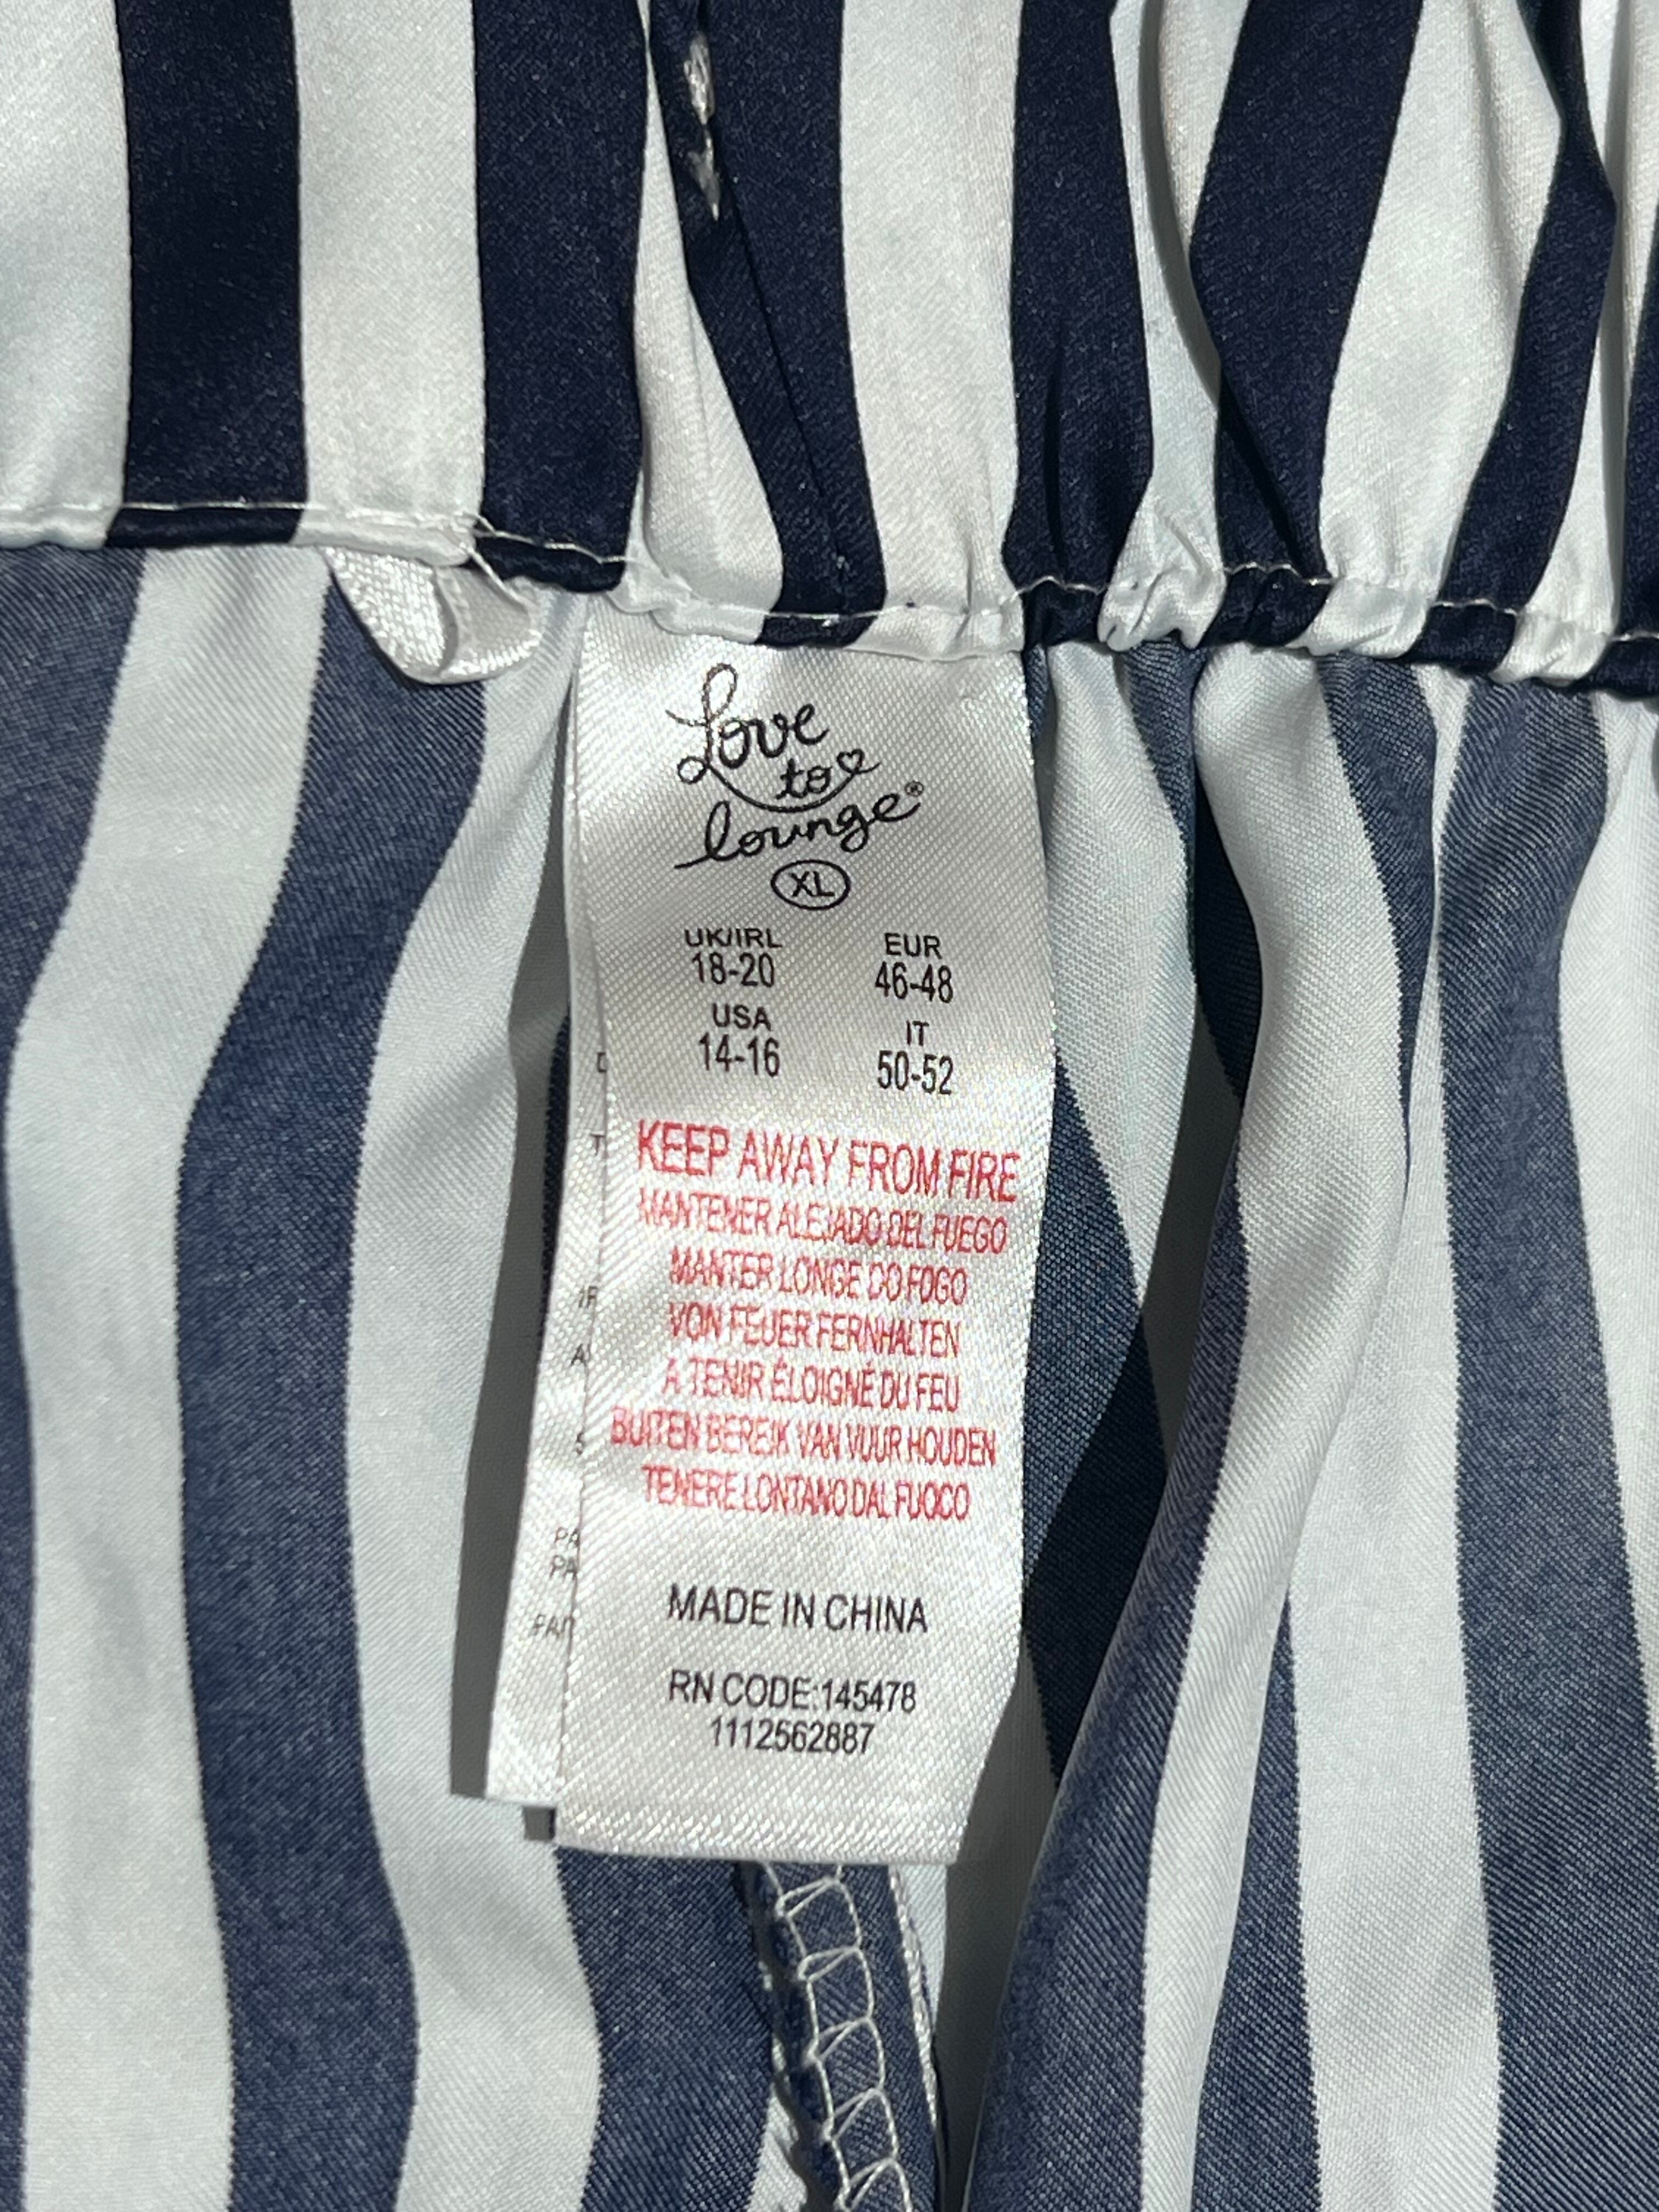 Love
to
lounge®
XL
UK/IRL EUR
18-20 46-48
USA IT
14-16 50-52
KEEP AWAY FROM FIRE
MANTENER ALEJADO DEL FUEGO
MANTER LONGE DO FOGO
VON FEUER FERNHALTEN
A TENIR ÉLOIGNÉ DU FEU
BUITEN BEREIK VAN VUUR HOUDEN
TENERE LONTANO DAL FUOCO
MADE IN CHINA
RN CODE:145478
1112562887